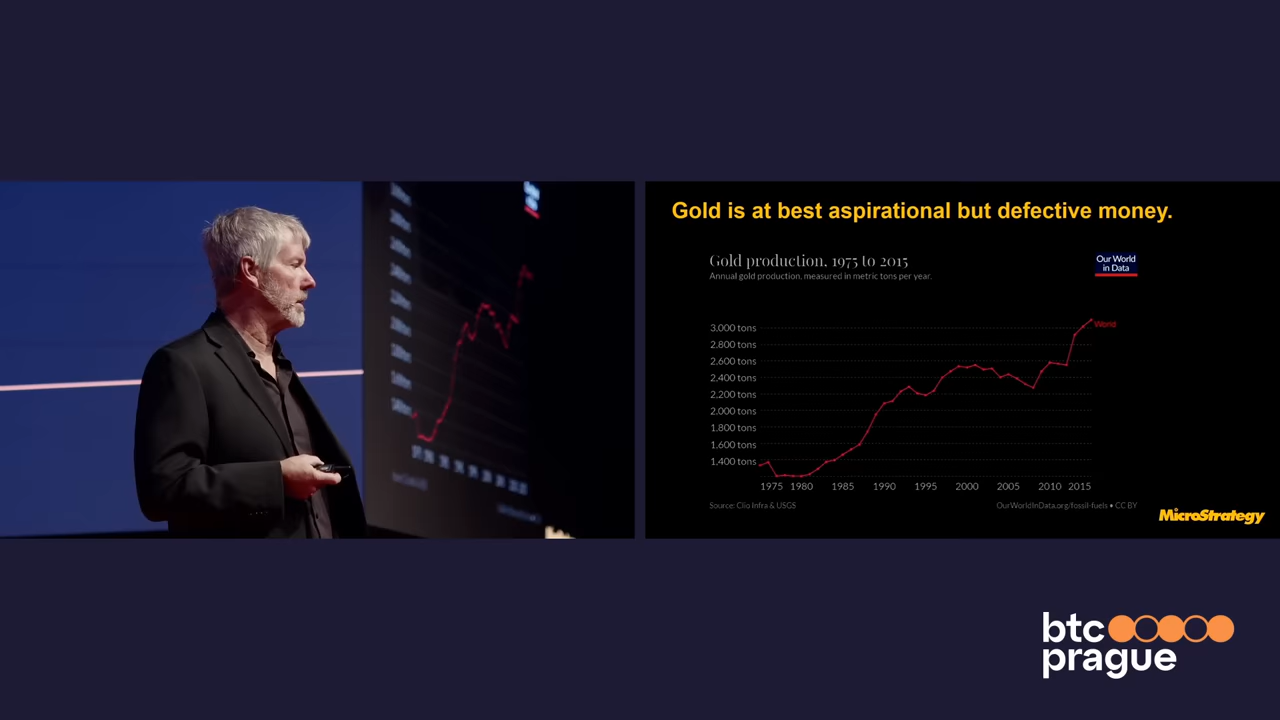 Gold is at best aspirational but defective money.
Gold production, 1975 to 2015
Annual gold production, measured in metric tons per year.
Our World
in Data
World
3,000 tons
2,800 tons
2,600 tons
2,400 tons
2,200 tons
2,000 tons
1,800 tons
1,600 tons
1,400 tons
1975 1980 1985 1990 1995 2000 2005 2010 2015
Source: Clio Infra & USGS
OurWorldInData.org/fossil-fuels • CC BY
MicroStrategy
btc
prague